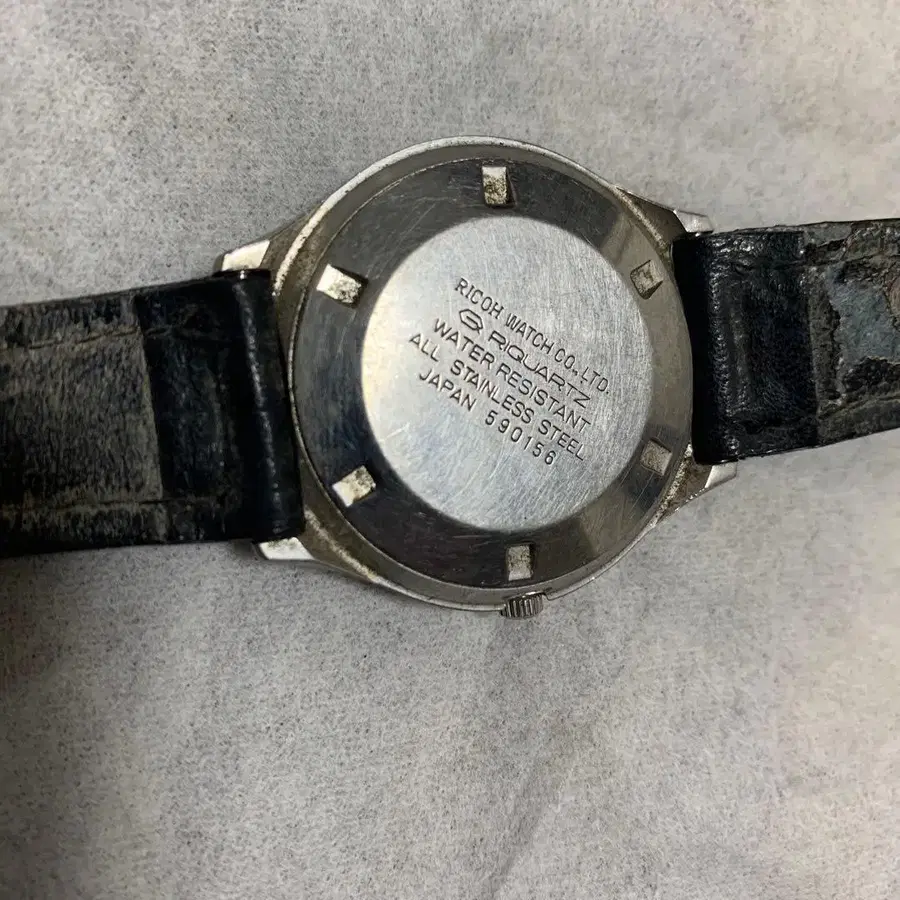 RICOH WATCH CO., LTD.
RIQUARTZ
WATER RESISTANT
ALL STAINLESS STEEL
JAPAN 590156